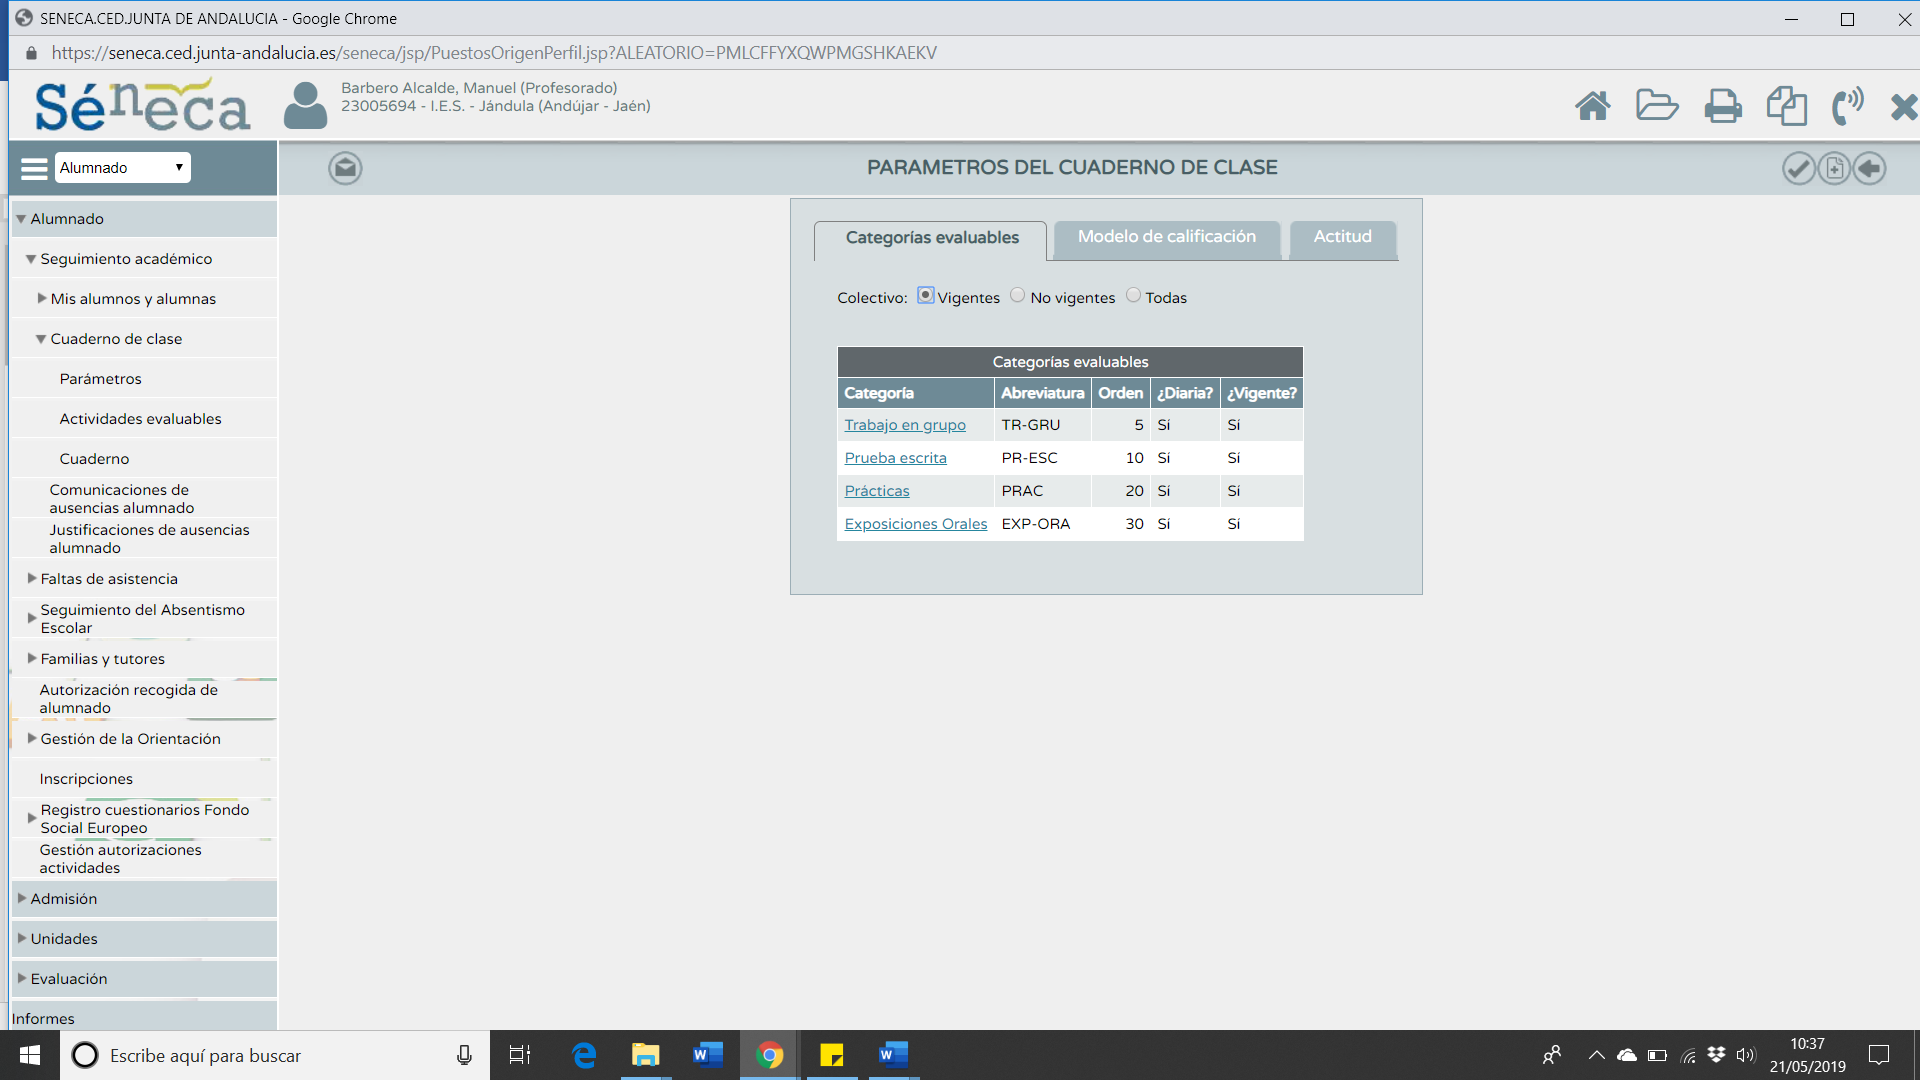 SENECA.CED.JUNTA DE ANDALUCIA - Google Chrome
https://seneca.ced.junta-andalucia.es/seneca/jsp/PuestosOrigenPerfil.jsp?ALEATORIO=PMLCFFYXQWPMGSHKAEKV
Séneca
Barbero Alcalde, Manuel (Profesorado)
23005694 - I.E.S. - Jándula (Andújar - Jaén)
Alumnado
PARAMETROS DEL CUADERNO DE CLASE
Alumnado
Seguimiento académico
Mis alumnos y alumnas
Cuaderno de clase
Parámetros
Actividades evaluables
Cuaderno
Comunicaciones de
ausencias alumnado
Justificaciones de ausencias
alumnado
Faltas de asistencia
Seguimiento del Absentismo
Escolar
Familias y tutores
Autorización recogida de
alumnado
Gestión de la Orientación
Inscripciones
Registro cuestionarios Fondo
Social Europeo
Gestión autorizaciones
actividades
Admisión
Unidades
Evaluación
Informes
Categorías evaluables Modelo de calificación Actitud
Colectivo: Vigentes No vigentes Todas
Categorías evaluables
Categoría Abreviatura Orden ¿Diaria? ¿Vigente?
Trabajo en grupo TR-GRU 5 Sí Sí
Prueba escrita PR-ESC 10 Sí Sí
Prácticas PRAC 20 Sí Sí
Exposiciones Orales EXP-ORA 30 Sí Sí
Escribe aquí para buscar
10:37
21/05/2019